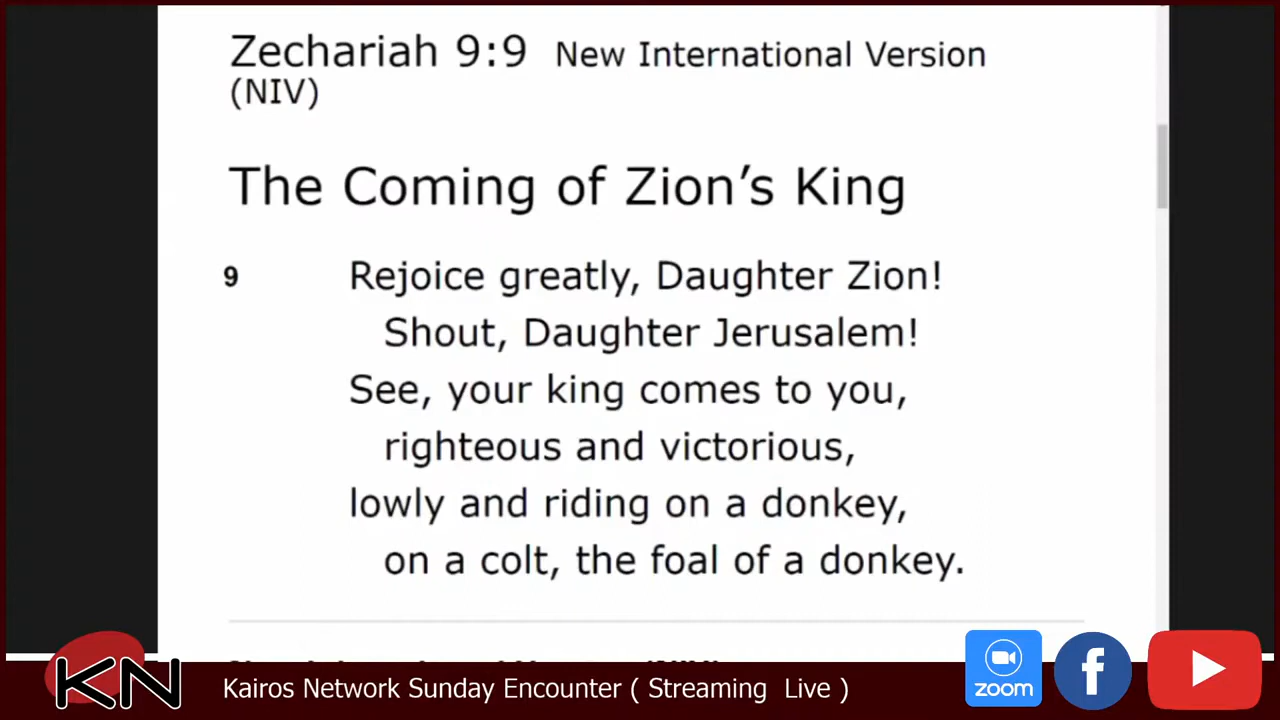 Zechariah 9:9 New International Version
(NIV)
The Coming of Zion’s King
9 Rejoice greatly, Daughter Zion!
Shout, Daughter Jerusalem!
See, your king comes to you,
righteous and victorious,
lowly and riding on a donkey,
on a colt, the foal of a donkey.
KN Kairos Network Sunday Encounter ( Streaming Live )
zoom